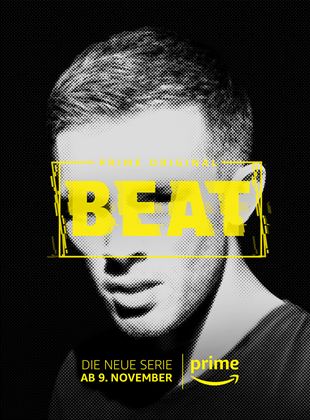 PRIME ORIGINAL
BEAT
DIE NEUE SERIE
AB 9. NOVEMBER
prime